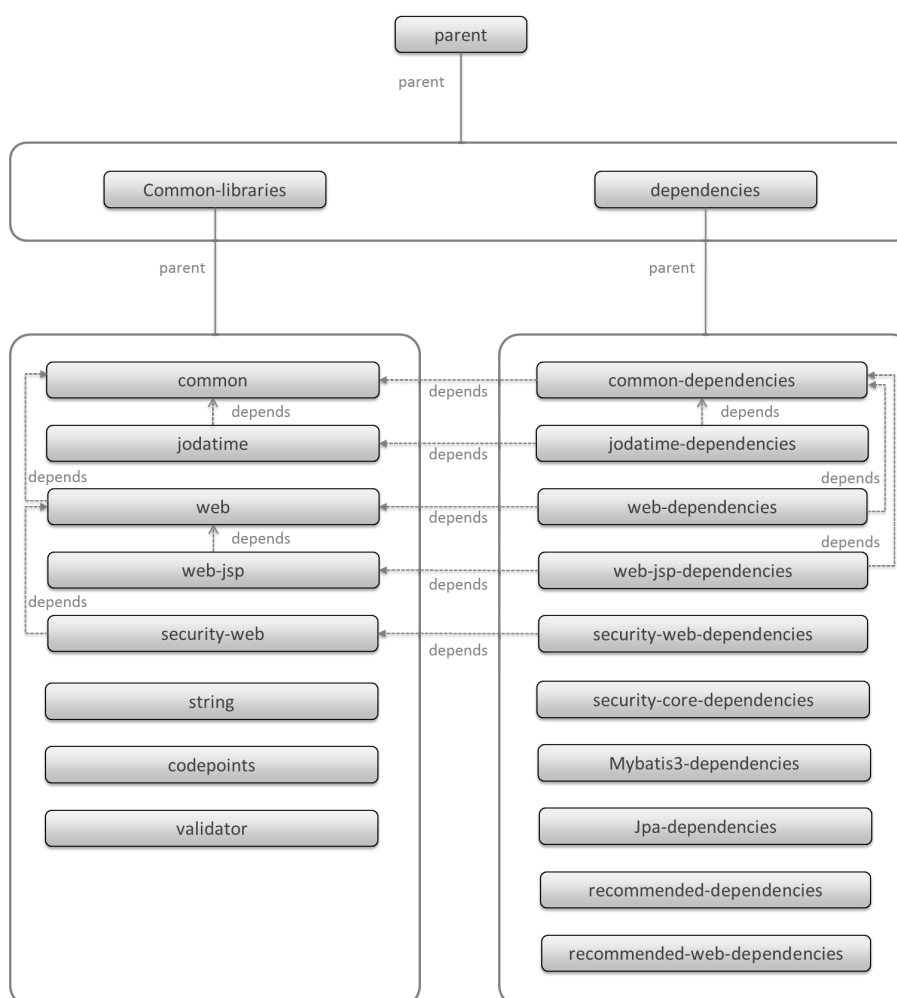 parent
parent
Common-libraries
dependencies
parent
parent
common
common-dependencies
depends
depends
depends
jodatime
jodatime-dependencies
depends
depends
depends
web
web-dependencies
depends
depends
depends
web-jsp
web-jsp-dependencies
depends
depends
security-web
security-web-dependencies
depends
string
security-core-dependencies
codepoints
Mybatis3-dependencies
validator
Jpa-dependencies
recommended-dependencies
recommended-web-dependencies